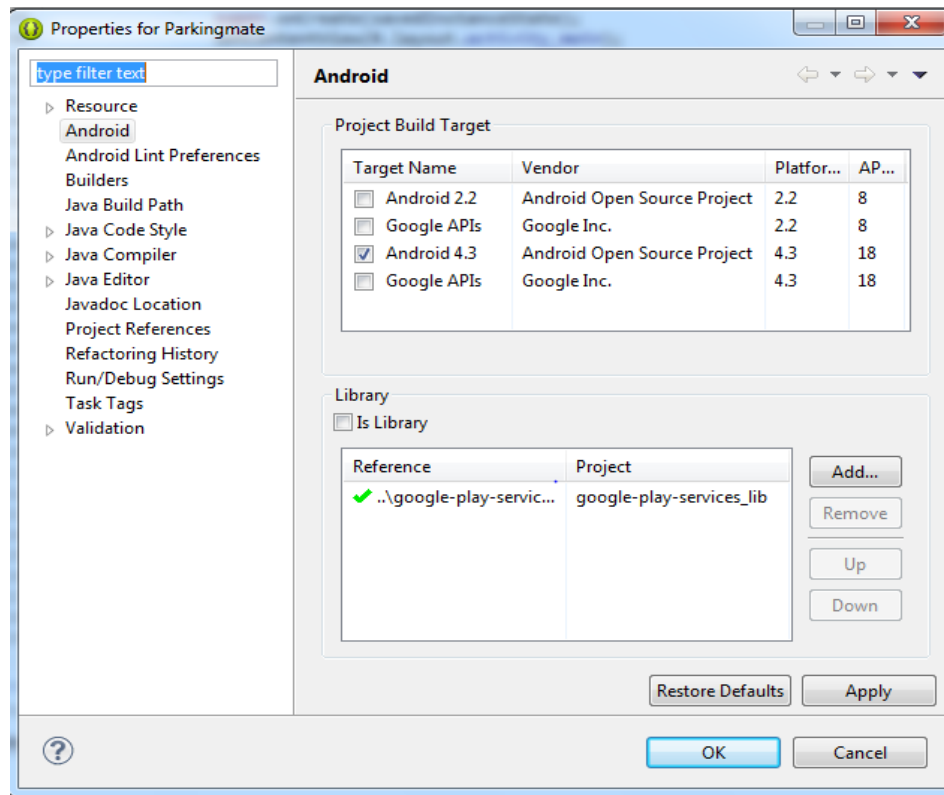 Properties for Parkingmate
type filter text
Resource
Android
Android Lint Preferences
Builders
Java Build Path
Java Code Style
Java Compiler
Java Editor
Javadoc Location
Project References
Refactoring History
Run/Debug Settings
Task Tags
Validation
Android
Project Build Target
Target Name Vendor Platfor... AP...
Android 2.2 Android Open Source Project 2.2 8
Google APIs Google Inc. 2.2 8
Android 4.3 Android Open Source Project 4.3 18
Google APIs Google Inc. 4.3 18
Library
Is Library
Reference Project
..\google-play-servic... google-play-services_lib
Add...
Remove
Up
Down
Restore Defaults Apply
? OK Cancel